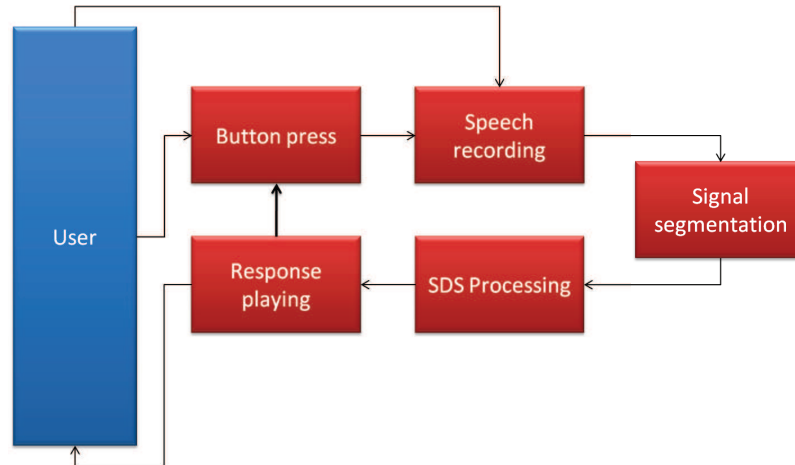 User
Button press
Speech
recording
Signal
segmentation
Response
playing
SDS Processing